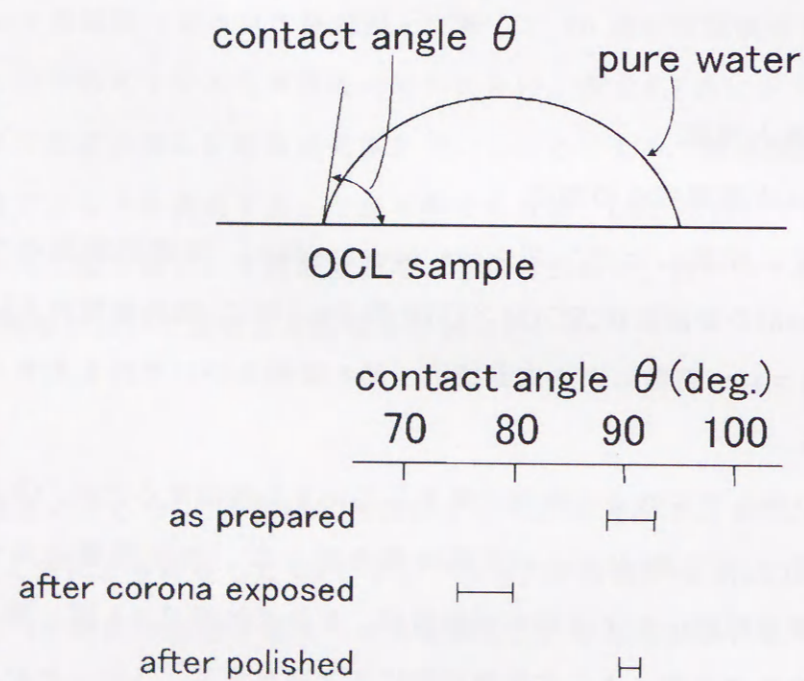 contact angle θ
pure water
OCL sample
contact angle θ (deg.)
70 80 90 100
as prepared
after corona exposed
after polished